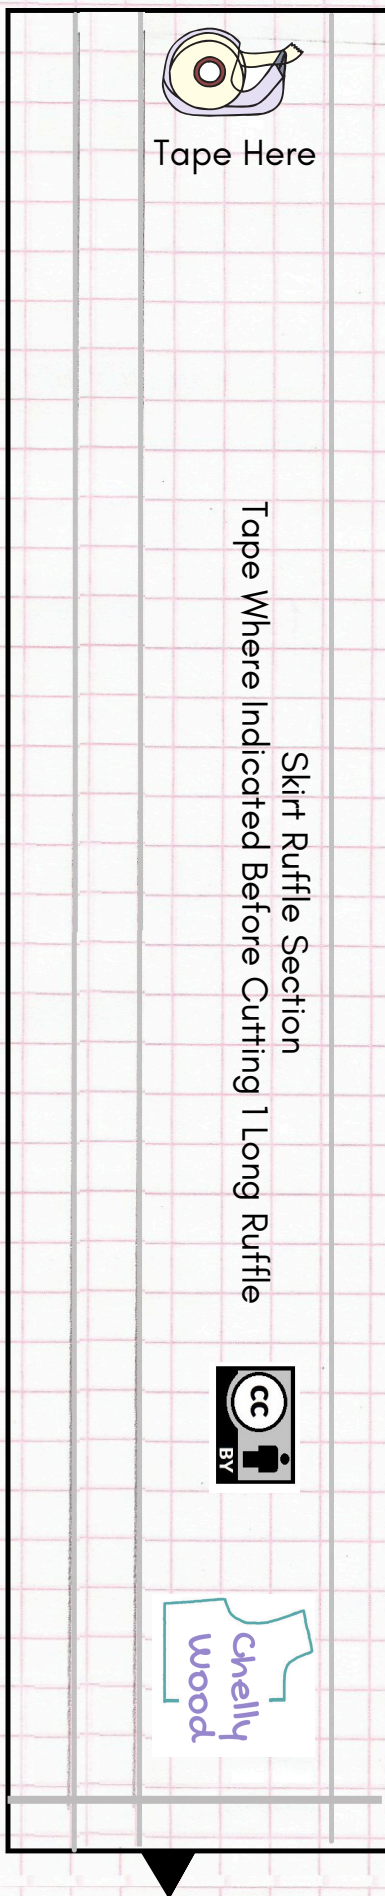 Tape Here
Skirt Ruffle Section
Tape Where Indicated Before Cutting 1 Long Ruffle
cc
BY
Chelly
Wood